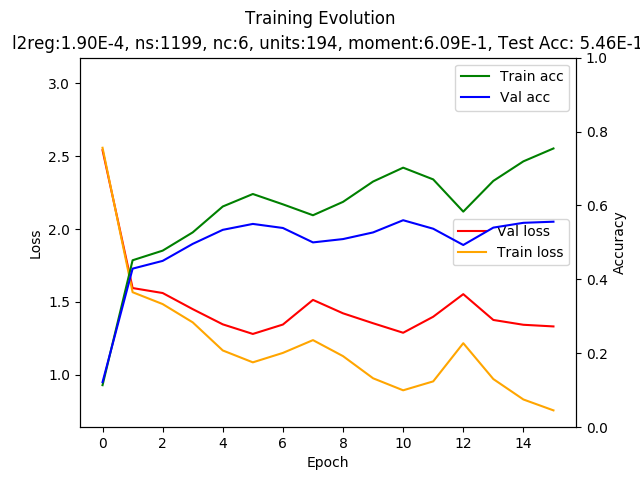 Training Evolution
l2reg:1.90E-4, ns:1199, nc:6, units:194, moment:6.09E-1, Test Acc: 5.46E-1
Train acc
Val acc
Val loss
Train loss
Loss
3.0
2.5
2.0
1.5
1.0
Accuracy
1.0
0.8
0.6
0.4
0.2
0.0
0 2 4 6 8 10 12 14
Epoch